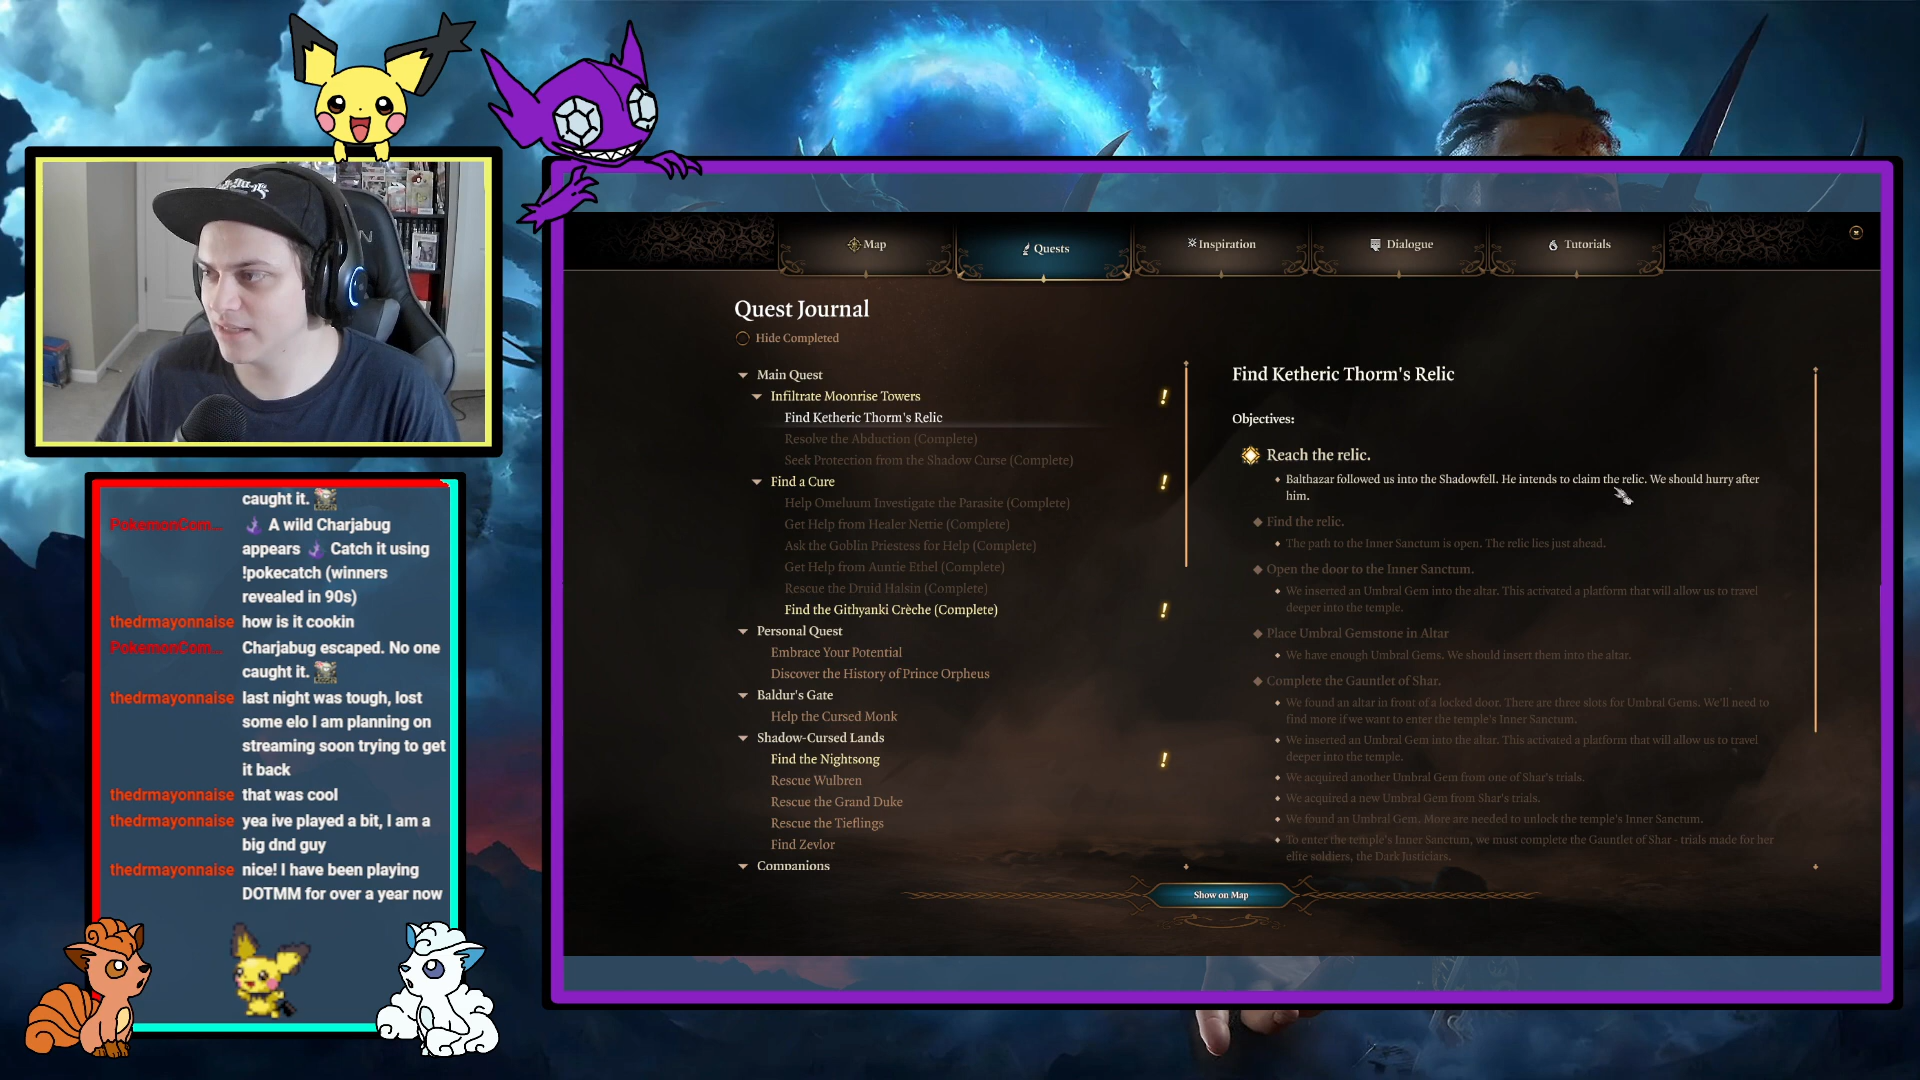 caught it.
PokemonCom... A wild Charjabug
appears Catch it using
!pokecatch (winners
revealed in 90s)
thedrmayonnaise how is it cookin
PokemonCom... Charjabug escaped. No one
caught it.
thedrmayonnaise last night was tough, lost
some elo I am planning on
streaming soon trying to get
it back
thedrmayonnaise that was cool
thedrmayonnaise yea ive played a bit, I am a
big dnd guy
thedrmayonnaise nice! I have been playing
DOTMM for over a year now
Map
Quests
Inspiration
Dialogue
Tutorials
Quest Journal
Hide Completed
Main Quest
Infiltrate Moonrise Towers
Find Ketheric Thorm's Relic
Resolve the Abduction (Complete)
Seek Protection from the Shadow Curse (Complete)
Find a Cure
Help Omeluum Investigate the Parasite (Complete)
Get Help from Healer Nettie (Complete)
Ask the Goblin Priestess for Help (Complete)
Get Help from Auntie Ethel (Complete)
Rescue the Druid Halsin (Complete)
Find the Githyanki Crèche (Complete)
Personal Quest
Embrace Your Potential
Discover the History of Prince Orpheus
Baldur's Gate
Help the Cursed Monk
Shadow-Cursed Lands
Find the Nightsong
Rescue Wulbren
Rescue the Grand Duke
Rescue the Tieflings
Find Zevlor
Companions
Find Ketheric Thorm's Relic
Objectives:
Reach the relic.
Balthazar followed us into the Shadowfell. He intends to claim the relic. We should hurry after
him.
Find the relic.
The path to the Inner Sanctum is open. The relic lies just ahead.
Open the door to the Inner Sanctum.
We inserted an Umbral Gem into the altar. This activated a platform that will allow us to travel
deeper into the temple.
Place Umbral Gemstone in Altar
We have enough Umbral Gems. We should insert them into the altar.
Complete the Gauntlet of Shar.
We found an altar in front of a locked door. There are three slots for Umbral Gems. We'll need to
find more if we want to enter the temple's Inner Sanctum.
We inserted an Umbral Gem into the altar. This activated a platform that will allow us to travel
deeper into the temple.
We acquired another Umbral Gem from one of Shar's trials.
We acquired a new Umbral Gem from Shar's trials.
We found an Umbral Gem. More are needed to unlock the temple's Inner Sanctum.
To enter the temple's Inner Sanctum, we must complete the Gauntlet of Shar - trials made for her
elite soldiers, the Dark Justiciars.
Show on Map